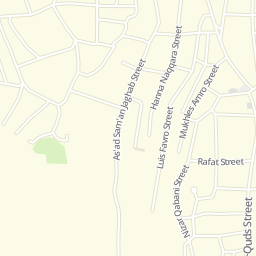 As'ad Sam'an Jaghab Street
Hanna Naqqara Street
Mukhles Amro Street
Luis Favro Street
Rafat Street
Nizar Qabani Street
-Quds Street